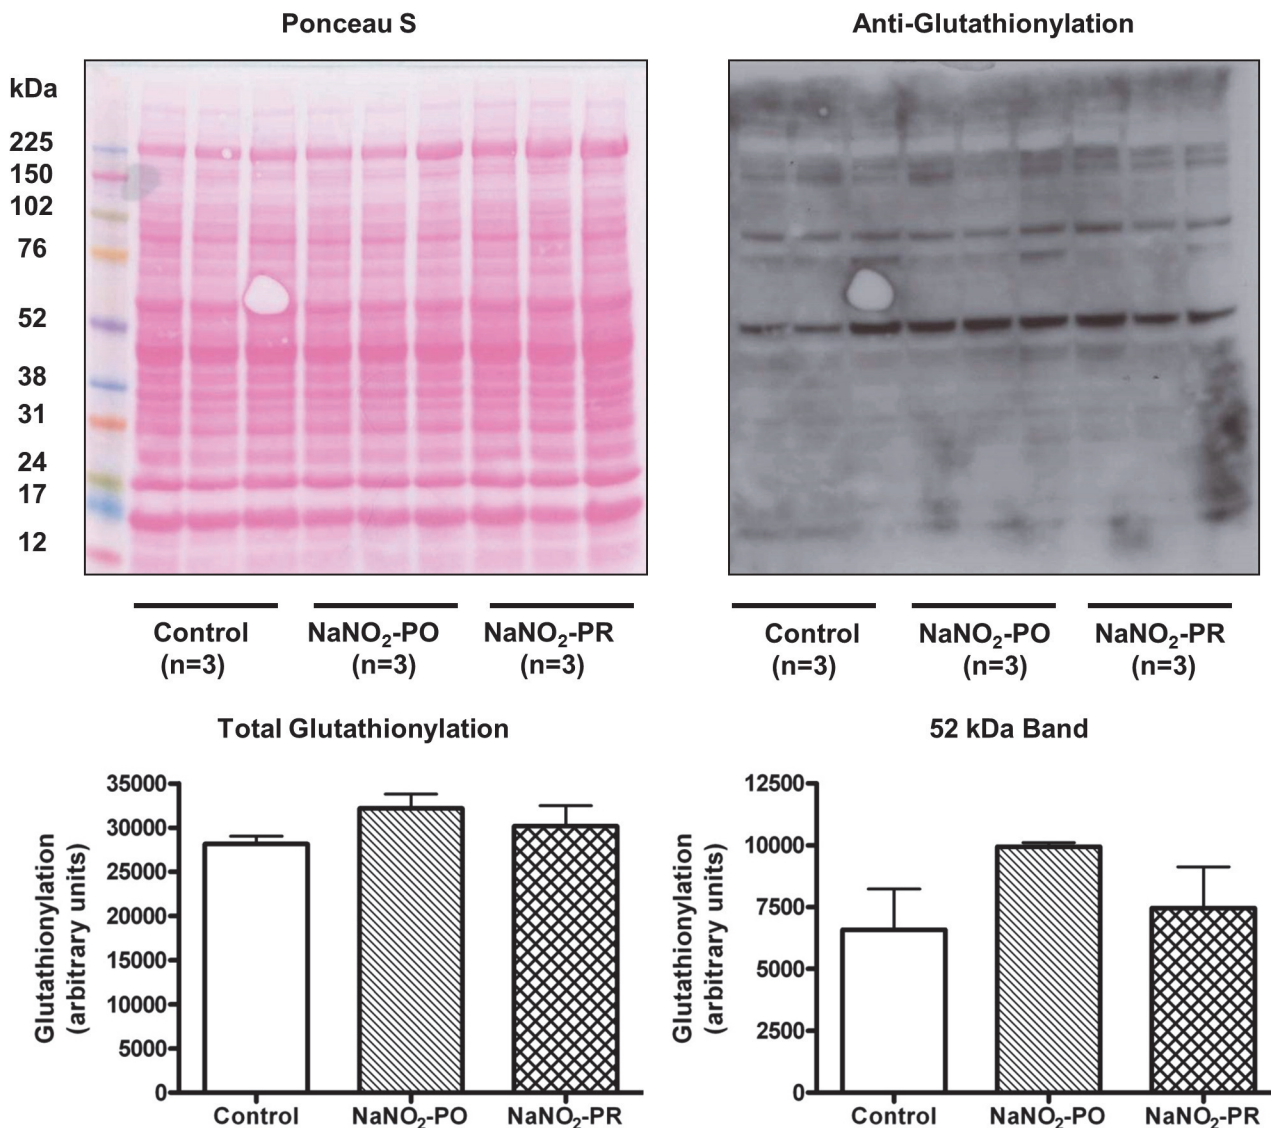 Ponceau S
Anti-Glutathionylation
kDa
225
150
102
76
52
38
31
24
17
12
Control
(n=3)
NaNO₂-PO
(n=3)
NaNO₂-PR
(n=3)
Control
(n=3)
NaNO₂-PO
(n=3)
NaNO₂-PR
(n=3)
Total Glutathionylation
Glutathionylation
(arbitrary units)
35000
30000
25000
20000
15000
10000
5000
0
Control
NaNO₂-PO
NaNO₂-PR
52 kDa Band
Glutathionylation
(arbitrary units)
12500
10000
7500
5000
2500
0
Control
NaNO₂-PO
NaNO₂-PR